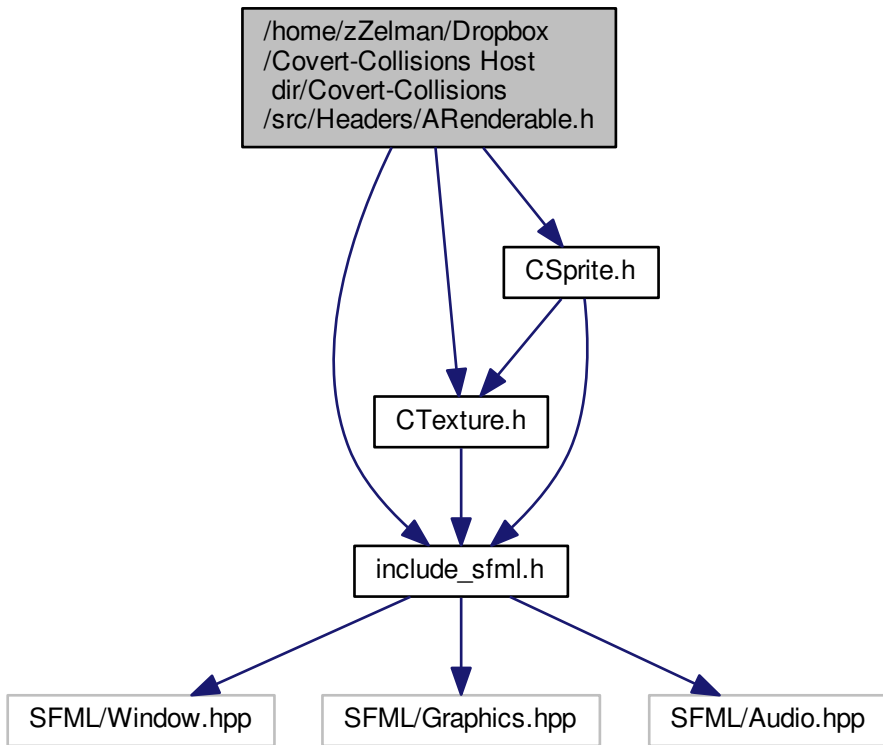 /home/zZelman/Dropbox
/Covert-Collisions Host
dir/Covert-Collisions
/src/Headers/ARenderable.h
CSprite.h
CTexture.h
include_sfml.h
SFML/Window.hpp
SFML/Graphics.hpp
SFML/Audio.hpp